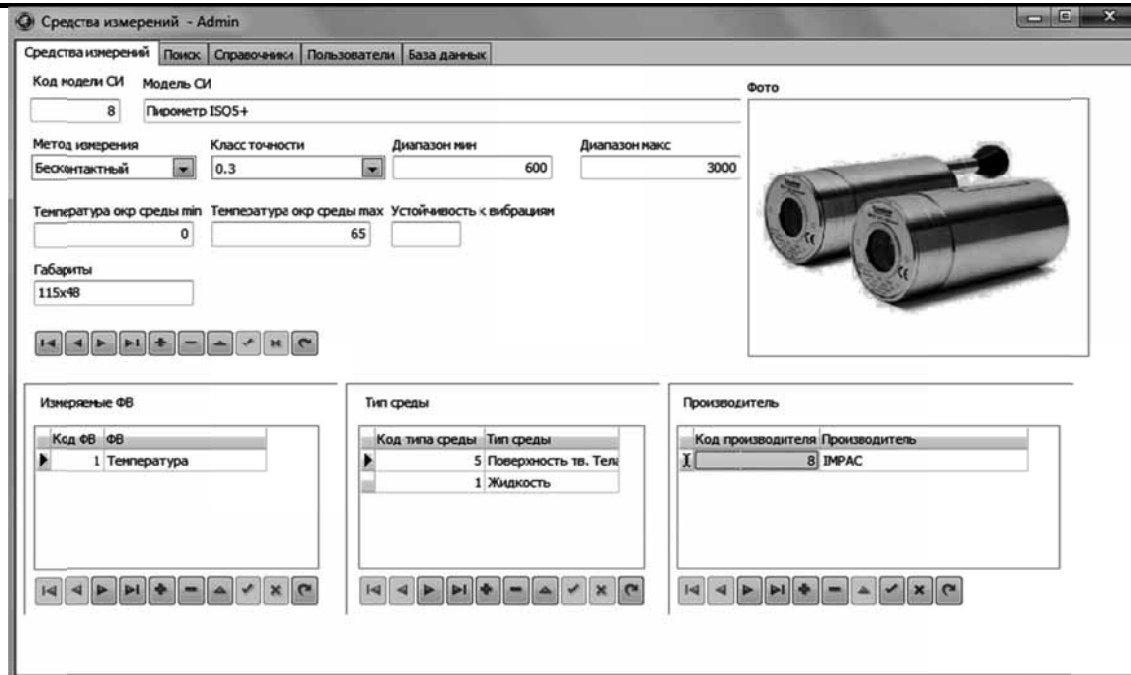 Средства измерений - Admin
Средства измерений Поиск Справочники Пользователи База данных
Код модели СИ Модель СИ Фото
8 Пирометр ISQ5+
Метод измерения Класс точности Диапазон мин Диапазон макс
Бесконтактный 0.3 600 3000
Температура окр среды min Температура окр среды max Устойчивость к вибрациям
0 65
Габариты
115x48
Измеряемые ФВ Тип среды Производитель
Код ФВ ФВ Код типа среды Тип среды Код производителя Производитель
1 Температура 5 Поверхность тв. Тела 8 IMPAC
1 Жидкость